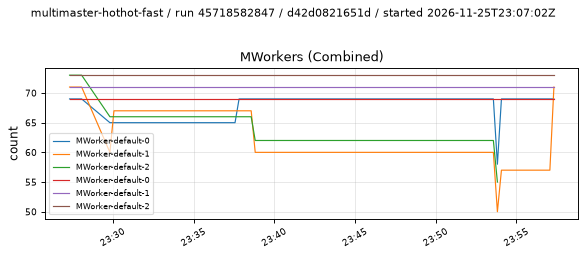 multimaster-hothot-fast / run 45718582847 / d42d0821651d / started 2026-11-25T23:07:02Z
MWorkers (Combined)
count
70
65
60
55
50
MWorker-default-0
MWorker-default-1
MWorker-default-2
MWorker-default-0
MWorker-default-1
MWorker-default-2
23:30
23:35
23:40
23:45
23:50
23:55